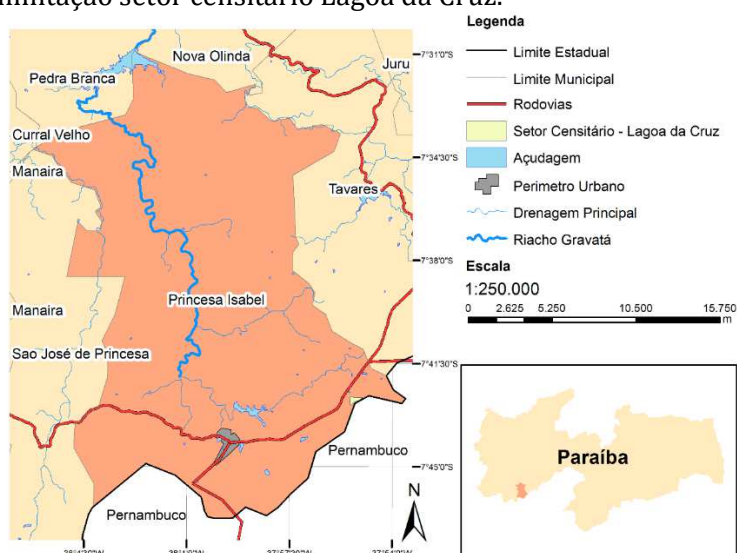 setor censitário Lagoa da Cruz.
Nova Olinda
Juru
Pedra Branca
Curral Velho
Manaira
Tavares
Princesa Isabel
Manaira
Sao José de Princesa
Pernambuco
Pernambuco
N
7°31'0"S
7°34'30"S
7°38'0"S
7°41'30"S
7°45'0"S
Legenda
Limite Estadual
Limite Municipal
Rodovias
Setor Censitário - Lagoa da Cruz
Açudagem
Perimetro Urbano
Drenagem Principal
Riacho Gravatá
Escala
1:250.000
0 2.625 5.250 10.500 15.750
m
Paraíba